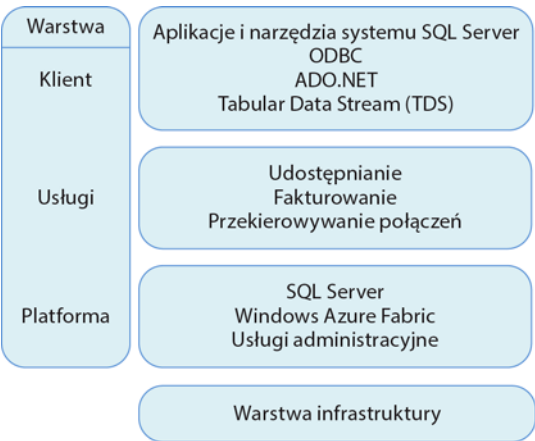 Warstwa
Klient
Aplikacje i narzędzia systemu SQL Server
ODBC
ADO.NET
Tabular Data Stream (TDS)
Usługi
Udostępnianie
Fakturowanie
Przekierowywanie połączeń
Platforma
SQL Server
Windows Azure Fabric
Usługi administracyjne
Warstwa infrastruktury